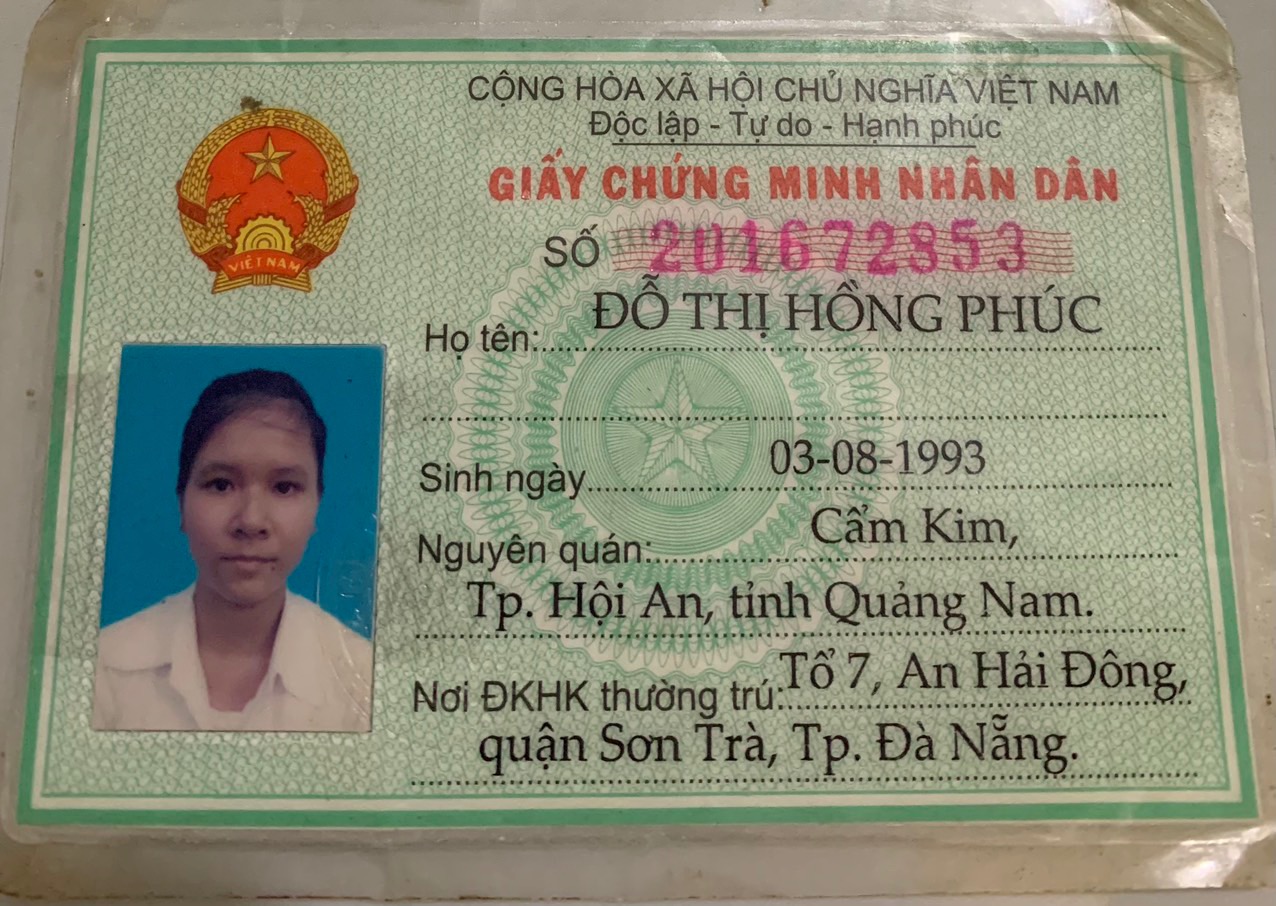 CỘNG HÒA XÃ HỘI CHỦ NGHĨA VIỆT NAM
Độc lập - Tự do - Hạnh phúc
GIẤY CHỨNG MINH NHÂN DÂN
SỐ 201672853
Họ tên: ĐỖ THỊ HỒNG PHÚC
Sinh ngày 03-08-1993
Nguyên quán: Cẩm Kim,
Tp. Hội An, tỉnh Quảng Nam.
Nơi ĐKHK thường trú: Tổ 7, An Hải Đông,
quận Sơn Trà, Tp. Đà Nẵng.
VIỆT NAM